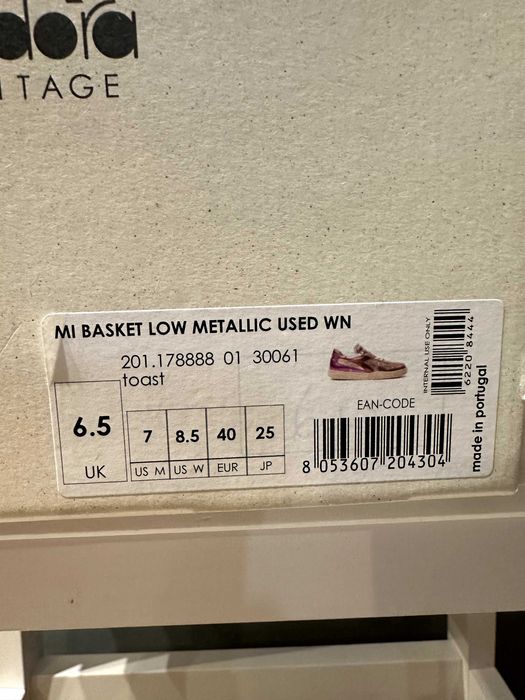 dora
ITAGE
MI BASKET LOW METALLIC USED WN
201.178888 01 30061
toast
6.5
UK
7 8.5 40 25
US M US W EUR JP
EAN-CODE
8 053607 204304
INTERNAL USE ONLY
6220 8444
made in portugal